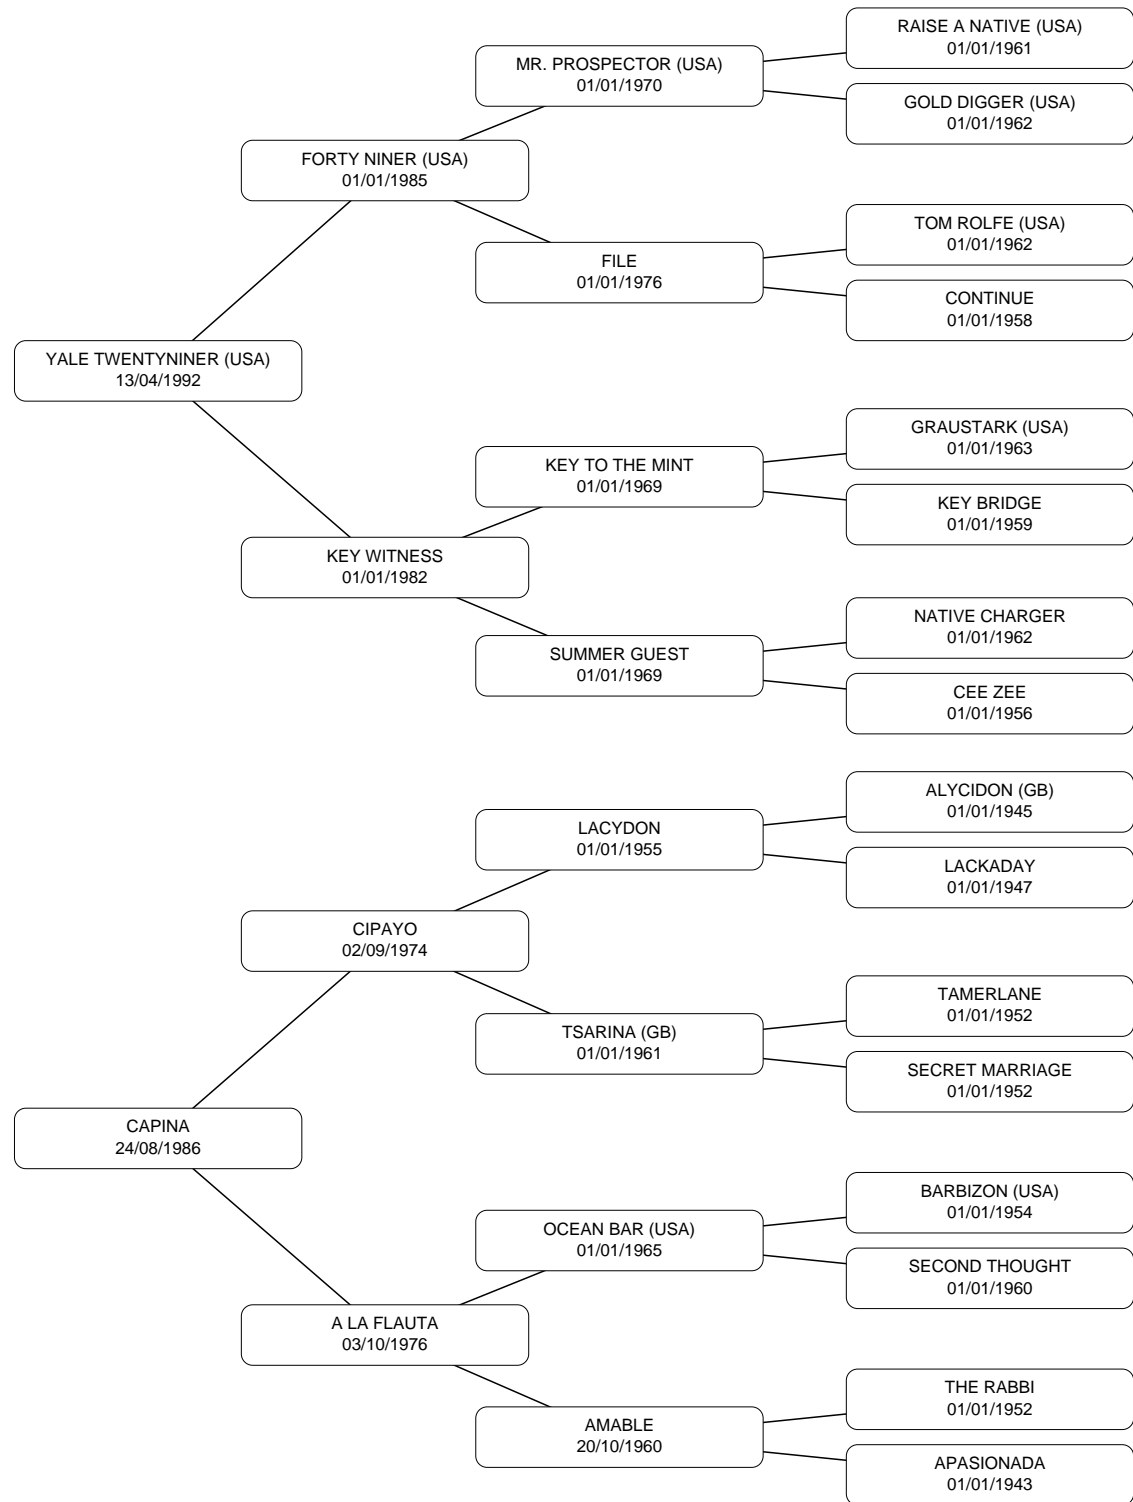 RAISE A NATIVE (USA)
01/01/1961
MR. PROSPECTOR (USA)
01/01/1970
GOLD DIGGER (USA)
01/01/1962
FORTY NINER (USA)
01/01/1985
TOM ROLFE (USA)
01/01/1962
FILE
01/01/1976
CONTINUE
01/01/1958
YALE TWENTYNINER (USA)
13/04/1992
GRAUSTARK (USA)
01/01/1963
KEY TO THE MINT
01/01/1969
KEY BRIDGE
01/01/1959
KEY WITNESS
01/01/1982
NATIVE CHARGER
01/01/1962
SUMMER GUEST
01/01/1969
CEE ZEE
01/01/1956
ALYCIDON (GB)
01/01/1945
LACYDON
01/01/1955
LACKADAY
01/01/1947
CIPAYO
02/09/1974
TAMERLANE
01/01/1952
TSARINA (GB)
01/01/1961
SECRET MARRIAGE
01/01/1952
CAPINA
24/08/1986
BARBIZON (USA)
01/01/1954
OCEAN BAR (USA)
01/01/1965
SECOND THOUGHT
01/01/1960
A LA FLAUTA
03/10/1976
THE RABBI
01/01/1952
AMABLE
20/10/1960
APASIONADA
01/01/1943